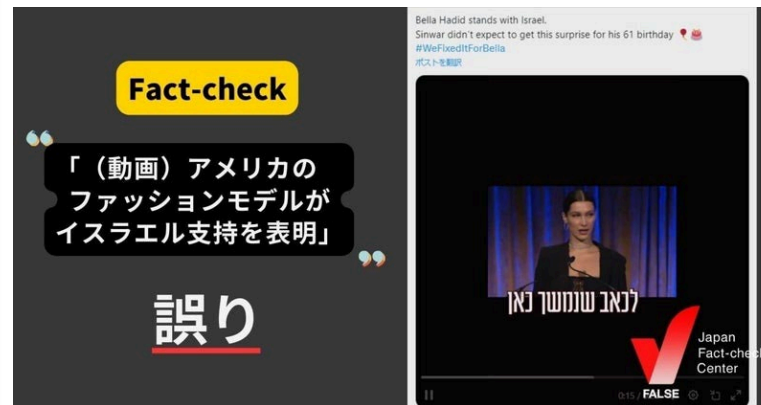 Fact-check
「（動画）アメリカの
ファッションモデルが
イスラエル支持を表明」
誤り
Bella Hadid stands with Israel.
Sinwar didn't expect to get this surprise for his 61 birthday 🎈🎂
#WeFixedItForBella
ポストを翻訳
לכאב שנמשך כאן
Japan
Fact-check
Center
FALSE
0:15 /